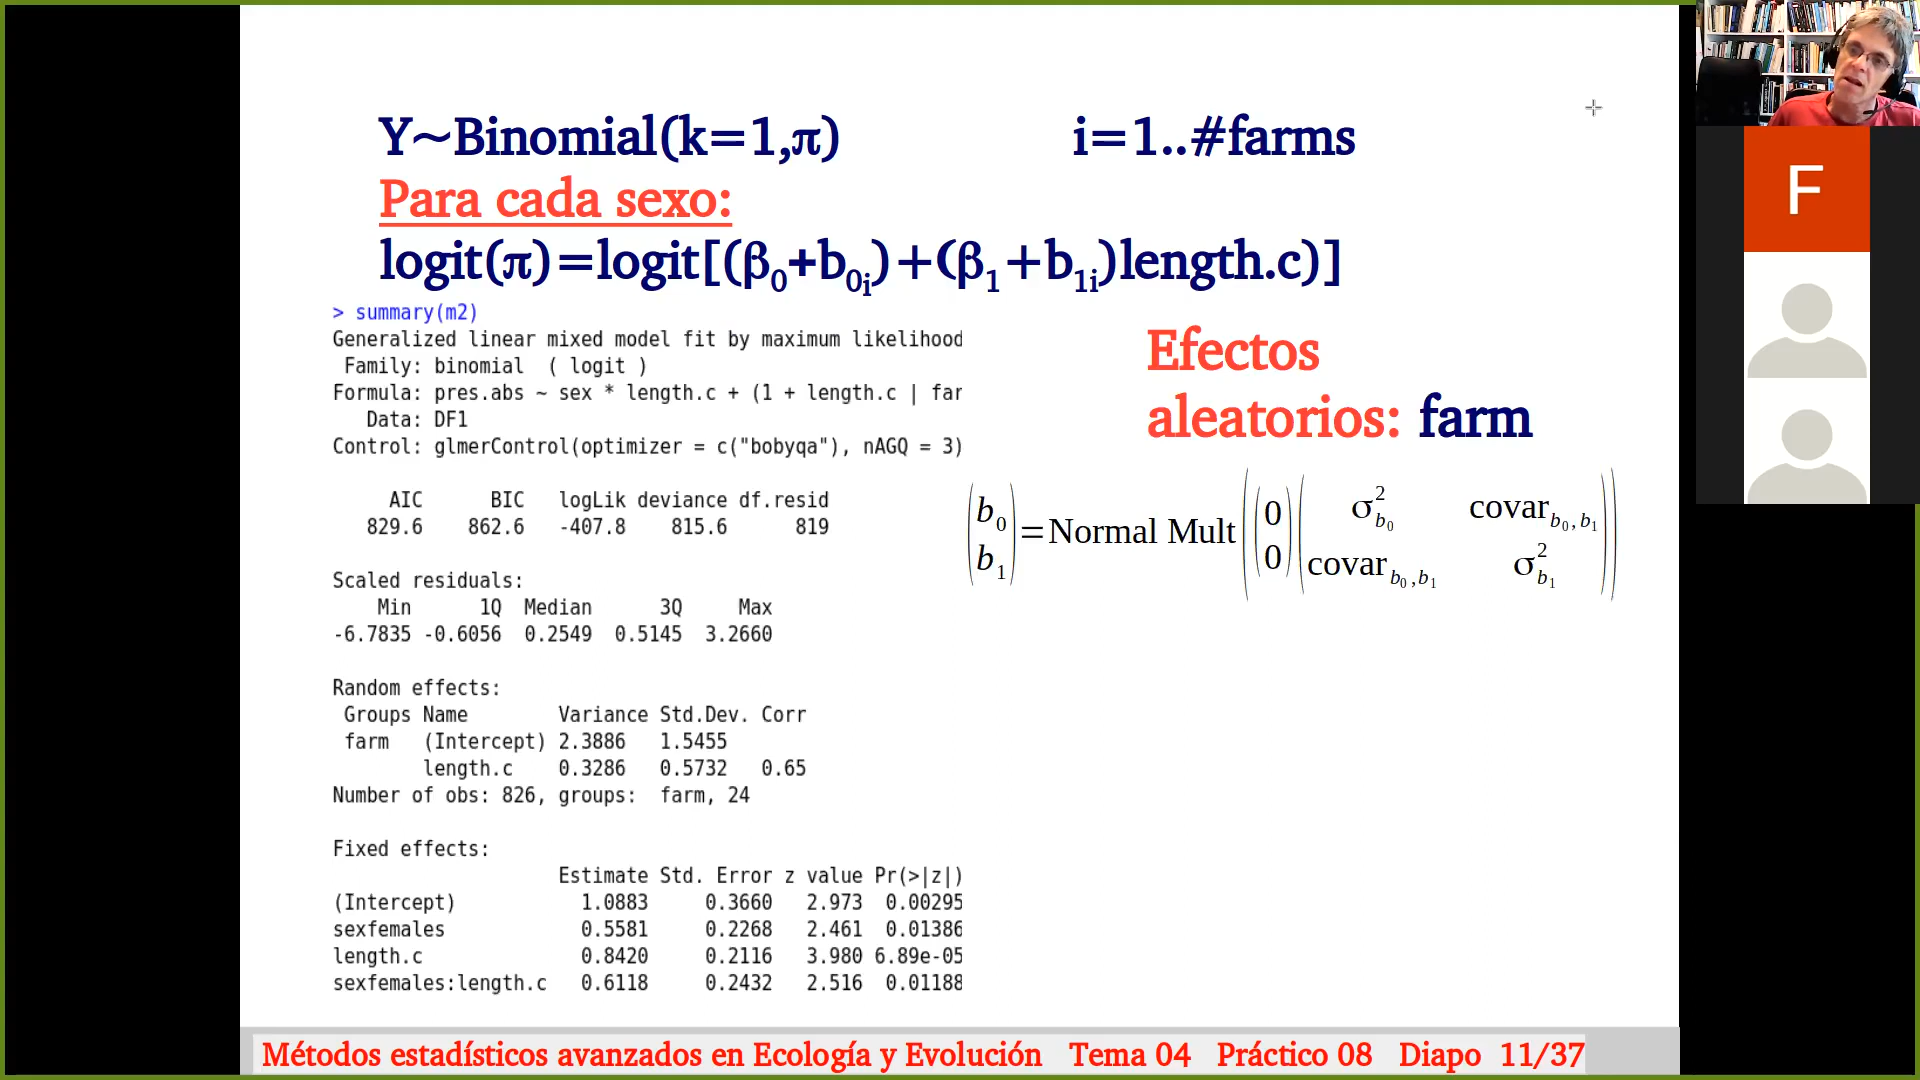 Y~Binomial(k=1,π) i=1..#farms
Para cada sexo:
logit(π)=logit[(β0+b0i)+(β1+b1i)length.c)]
> summary(m2)
Generalized linear mixed model fit by maximum likelihood
Family: binomial ( logit )
Formula: pres.abs ~ sex * length.c + (1 + length.c | far
Data: DF1
Control: glmerControl(optimizer = c("bobyqa"), nAGQ = 3)
AIC BIC logLik deviance df.resid
829.6 862.6 -407.8 815.6 819
Scaled residuals:
Min 1Q Median 3Q Max
-6.7835 -0.6056 0.2549 0.5145 3.2660
Random effects:
Groups Name Variance Std.Dev. Corr
farm (Intercept) 2.3886 1.5455
length.c 0.3286 0.5732 0.65
Number of obs: 826, groups: farm, 24
Fixed effects:
Estimate Std. Error z value Pr(>|z|)
(Intercept) 1.0883 0.3660 2.973 0.00295
sexfemales 0.5581 0.2268 2.461 0.01386
length.c 0.8420 0.2116 3.980 6.89e-05
sexfemales:length.c 0.6118 0.2432 2.516 0.01188
Efectos
aleatorios: farm
(b0 b1)=Normal Mult((0 0)(σ²b0 covar b0,b1
covar b0,b1 σ²b1))
F
Métodos estadísticos avanzados en Ecología y Evolución Tema 04 Práctico 08 Diapo 11/37